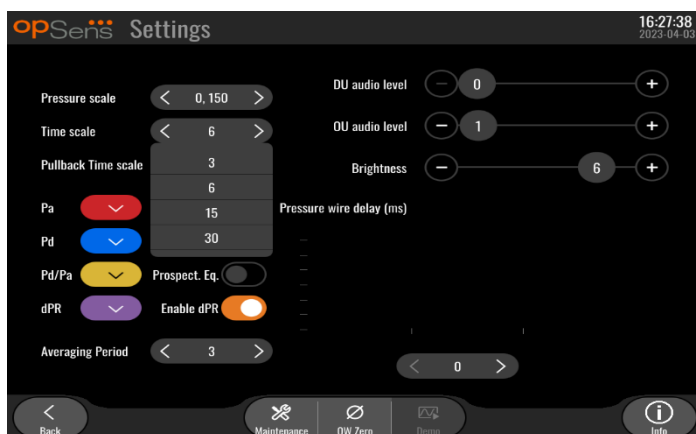 opSens Settings
16:27:38
2023-04-03
Pressure scale 0, 150
Time scale 6
3
6
15
30
Pullback Time scale
Pa
Pd
Pd/Pa Prospect. Eq.
dPR Enable dPR
Averaging Period 3
DU audio level 0
OU audio level 1
Brightness 6
Pressure wire delay (ms)
0
Back
Maintenance
OW Zero
Demo
Info